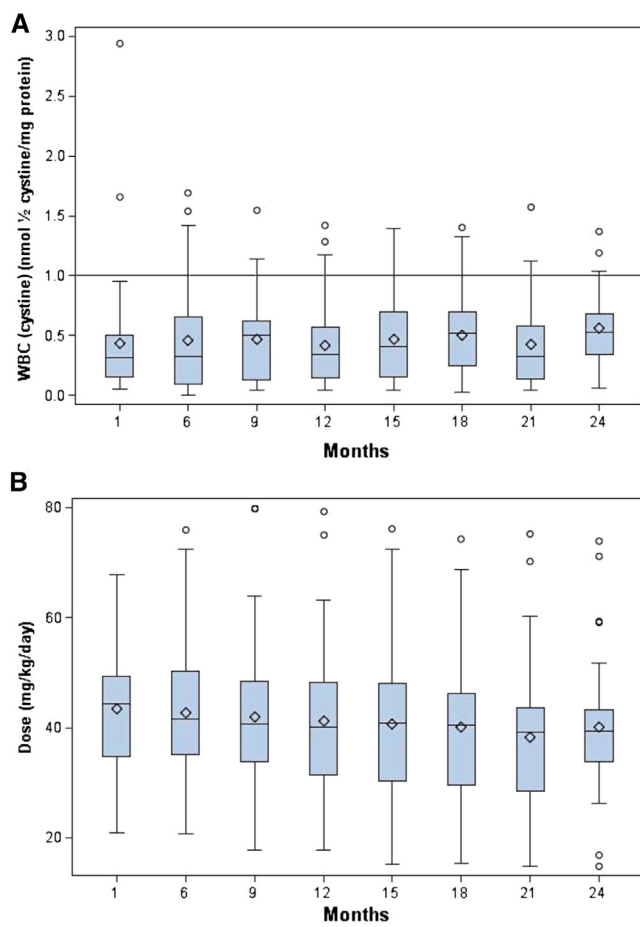 A
WBC (cystine) (nmol ½ cystine/mg protein)
3.0
2.5
2.0
1.5
1.0
0.5
0.0
1 6 9 12 15 18 21 24
Months
B
Dose (mg/kg/day)
80
60
40
20
1 6 9 12 15 18 21 24
Months